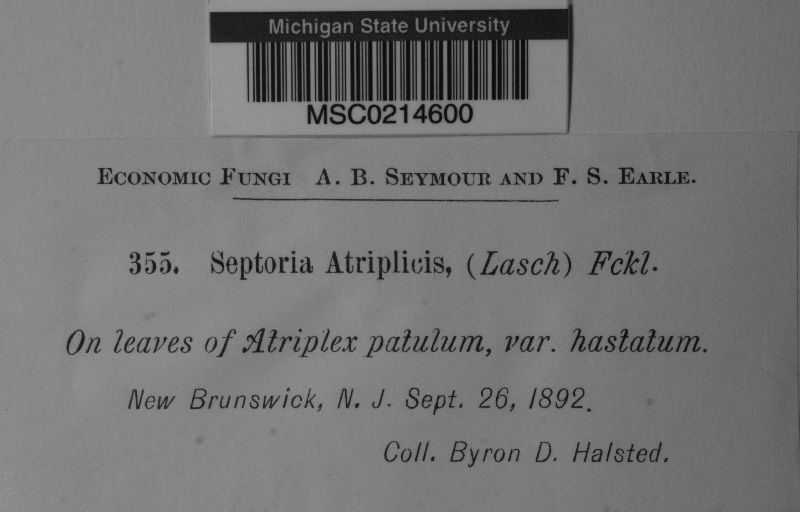 Michigan State University
MSC0214600
Economic Fungi A. B. Seymour and F. S. Earle.
355. Septoria Atriplicis, (Lasch) Fckl.
On leaves of Atriplex patulum, var. hastatum.
New Brunswick, N. J. Sept. 26, 1892.
Coll. Byron D. Halsted.